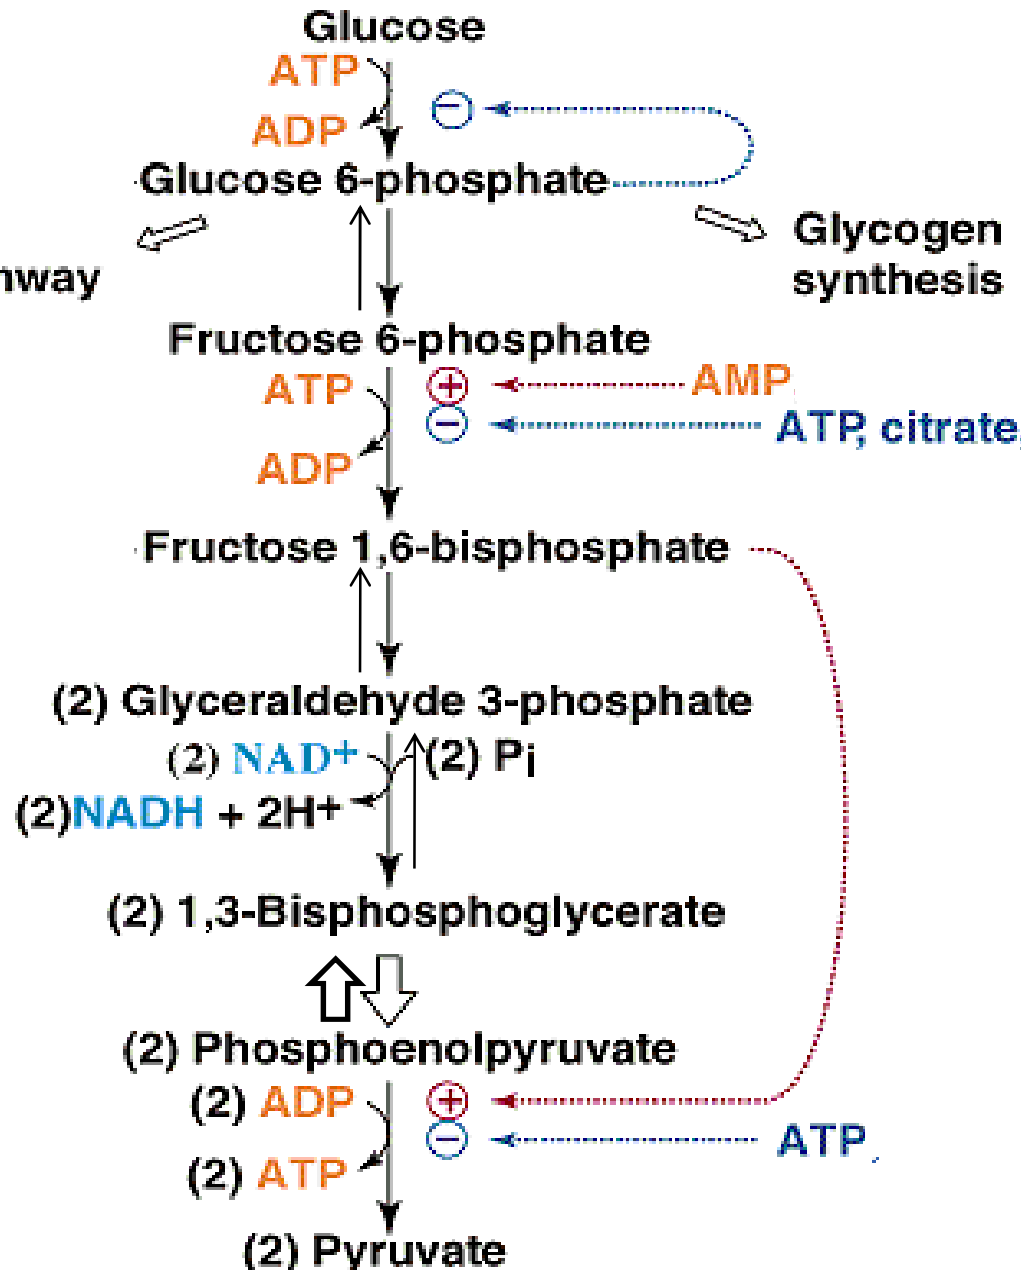 Glucose
ATP
−
ADP
Glucose 6-phosphate
Glycogen
synthesis
Fructose 6-phosphate
ATP + AMP
− ATP, citrate,
ADP
Fructose 1,6-bisphosphate
(2) Glyceraldehyde 3-phosphate
(2) NAD+ (2) Pi
(2)NADH + 2H+
(2) 1,3-Bisphosphoglycerate
(2) Phosphoenolpyruvate
(2) ADP +
− ATP
(2) ATP
(2) Pyruvate